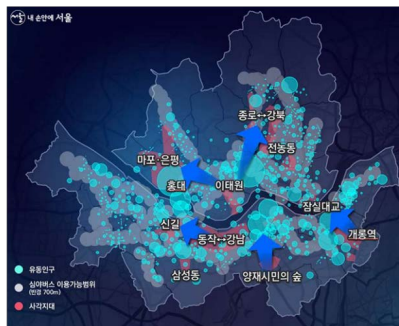 내 손안에 서울
종로↔강북
전농동
마포·은평
홍대
이태원
잠실대교
신길
동작↔강남
개롱역
삼성동
양재시민의 숲
유동인구
심야버스 이용가능범위
(반경 700m)
사각지대